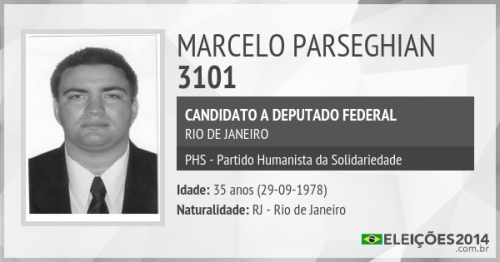 MARCELO PARSEGHIAN
3101
CANDIDATO A DEPUTADO FEDERAL
RIO DE JANEIRO
PHS - Partido Humanista da Solidariedade
Idade: 35 anos (29-09-1978)
Naturalidade: RJ - Rio de Janeiro
ELEIÇÕES2014
.com.br